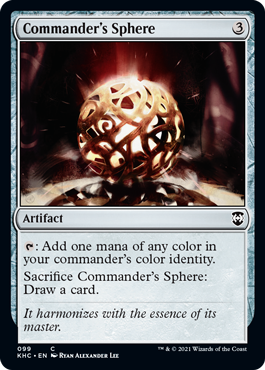 Commander's Sphere 3
Artifact
: Add one mana of any color in
your commander's color identity.
Sacrifice Commander's Sphere:
Draw a card.
It harmonizes with the essence of its
master.
099 C
KHC • EN Ryan Alexander Lee
™ & © 2021 Wizards of the Coast